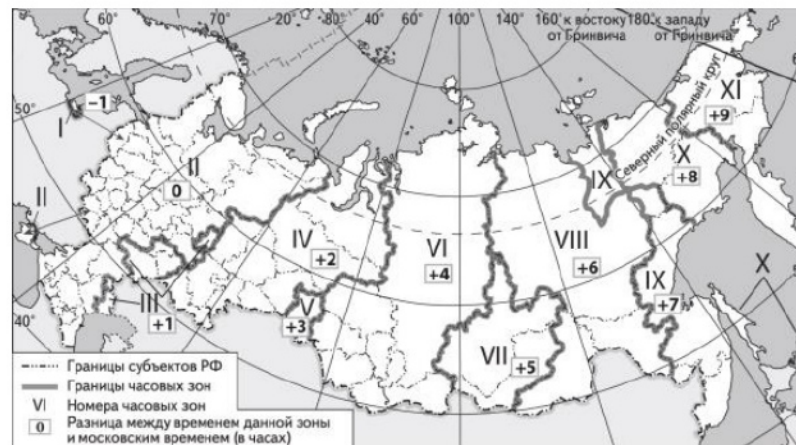 60° 20° 20° 40° 60° 100° 140° 160° к востоку 180° к западу
от Гринвича от Гринвича
50°
40°
I
-1
II
0
II
III
+1
IV
+2
V
+3
VI
+4
VII
+5
VIII
+6
IX
IX
+7
X
+8
X
XI
+9
Северный полярный круг
Границы субъектов РФ
Границы часовых зон
VI Номера часовых зон
0 Разница между временем данной зоны
и московским временем (в часах)